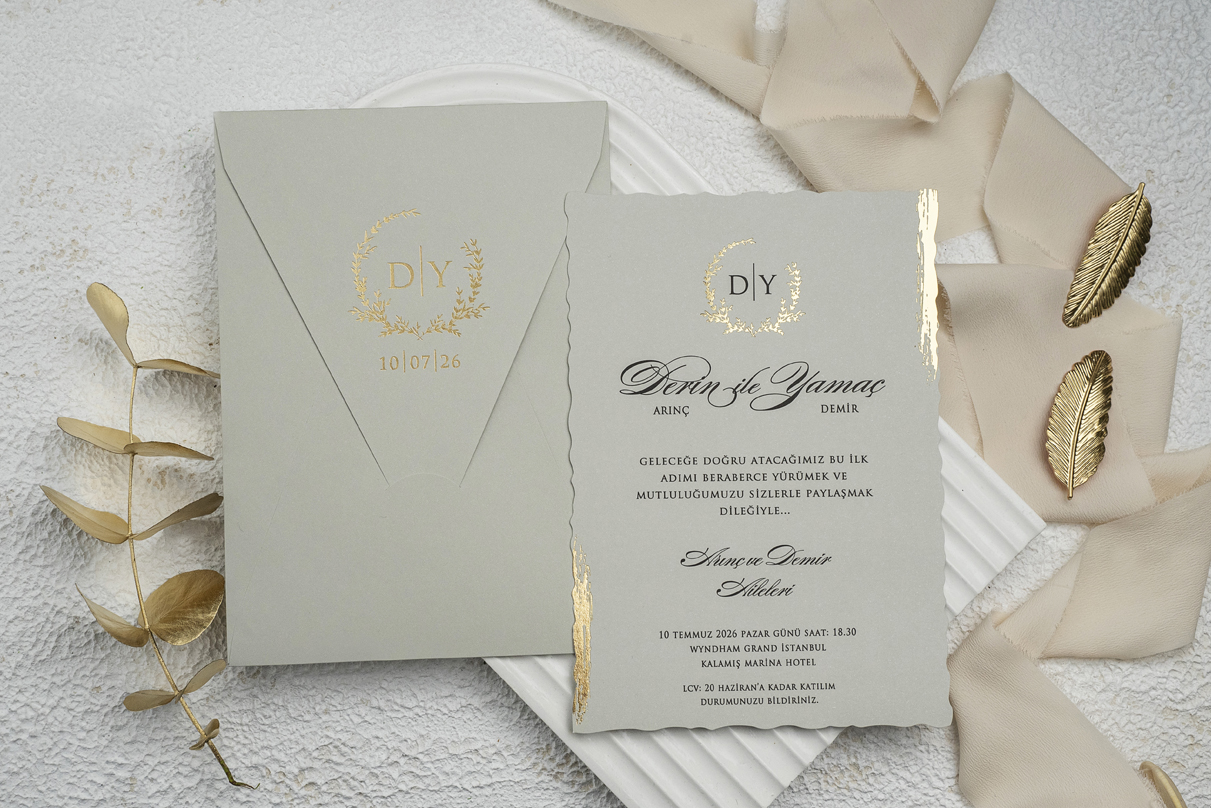 D|Y
10|07|26
D|Y
Derin ile Yamaç
ARINÇ DEMİR
GELECEĞE DOĞRU ATACAĞIMIZ BU İLK
ADIMI BERABERCE YÜRÜMEK VE
MUTLULUĞUMUZU SİZLERLE PAYLAŞMAK
DİLEĞİYLE...
Arınç ve Demir
Aileleri
10 TEMMUZ 2026 PAZAR GÜNÜ SAAT: 18.30
WYNDHAM GRAND İSTANBUL
KALAMIŞ MARİNA HOTEL
LCV: 20 HAZİRAN'A KADAR KATILIM
DURUMUNUZU BİLDİRİNİZ.